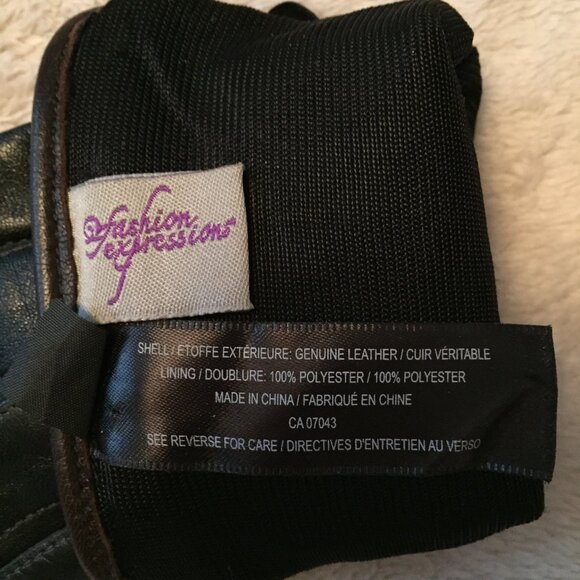 fashion
expressions
SHELL / ETOFFE EXTÉRIEURE: GENUINE LEATHER / CUIR VÉRITABLE
LINING / DOUBLURE: 100% POLYESTER / 100% POLYESTER
MADE IN CHINA / FABRIQUÉ EN CHINE
CA 07043
SEE REVERSE FOR CARE / DIRECTIVES D'ENTRETIEN AU VERSO